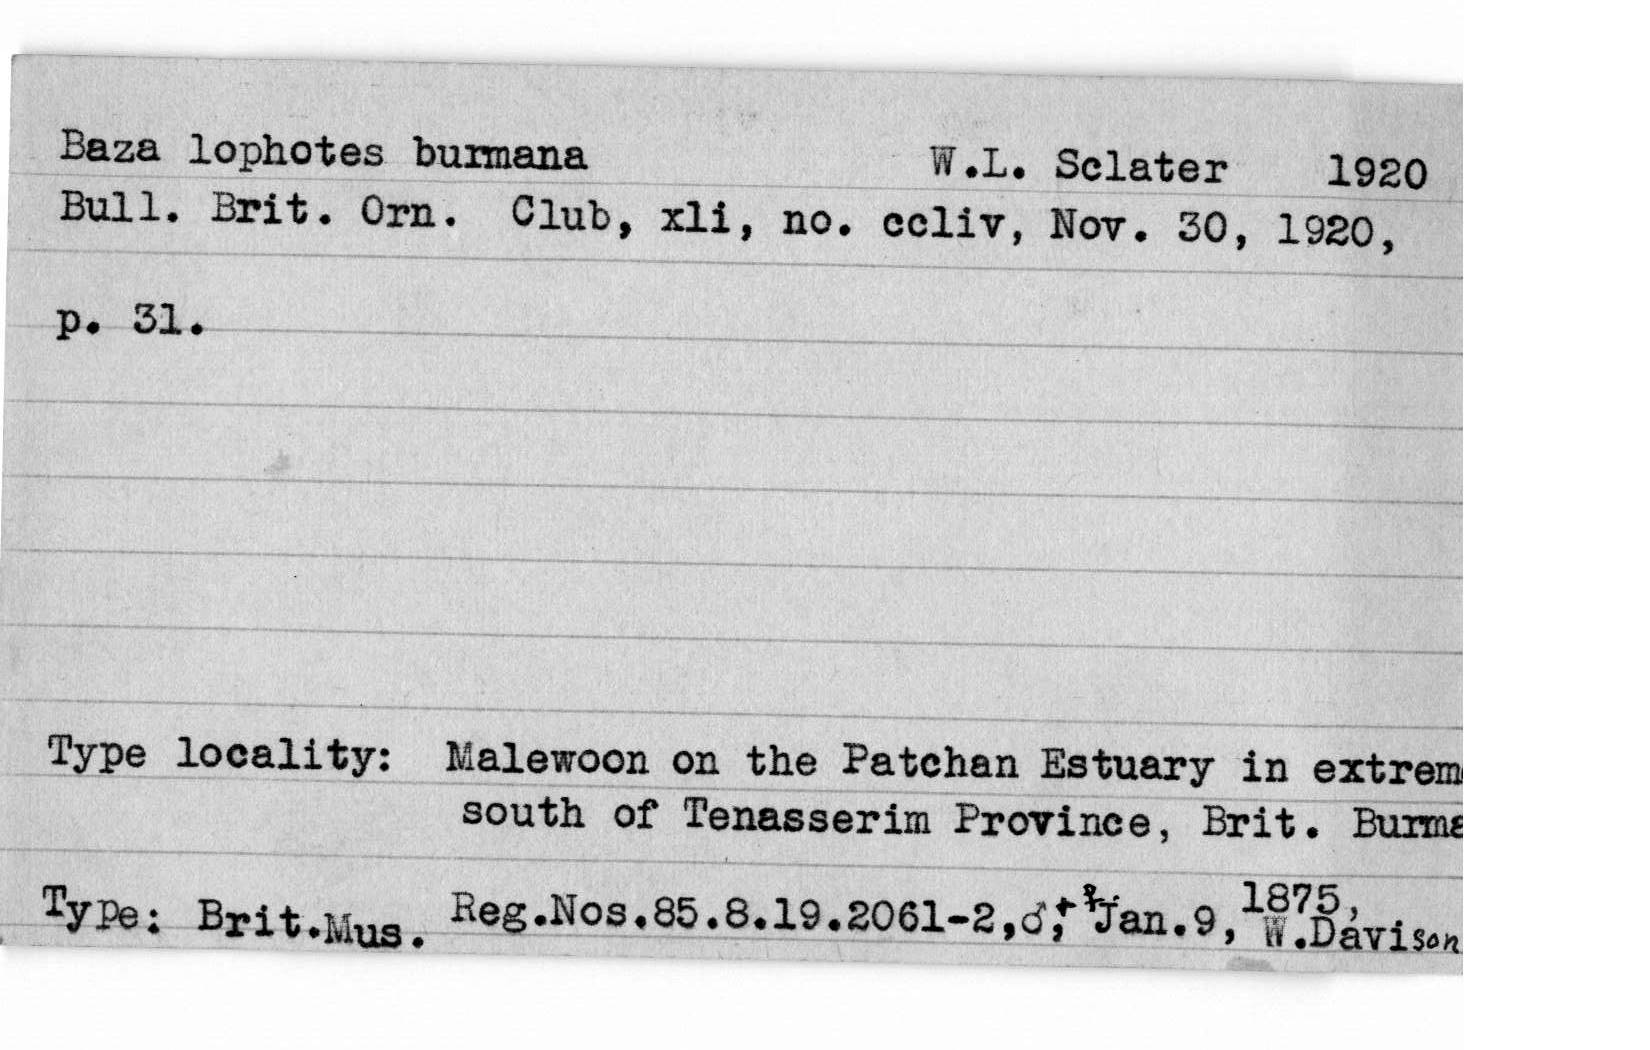 Baza lophotes burmana W.L. Sclater 1920
Bull. Brit. Orn. Club, xli, no. ccliv, Nov. 30, 1920,
p. 31.
Type locality: Malewoon on the Patchan Estuary in extrem
south of Tenasserim Province, Brit. Burma
Type: Brit.Mus. Reg.Nos.85.8.19.2061-2,♂, ♀ Jan.9, 1875,
W.Davison